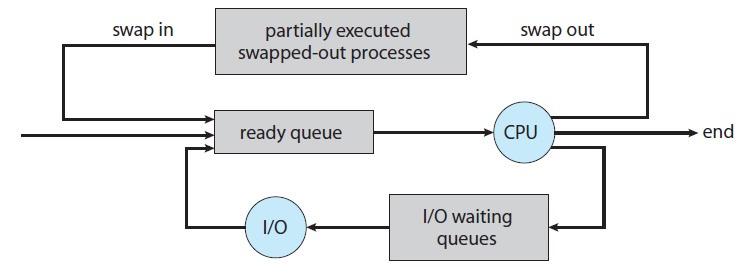 swap in
partially executed
swapped-out processes
swap out
ready queue
CPU
end
I/O
I/O waiting
queues